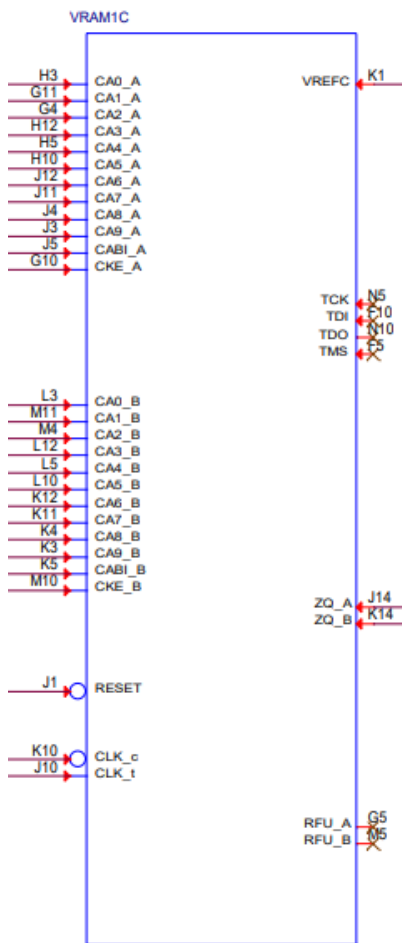 VRAM1C
H3 CA0_A VREFC K1
G11 CA1_A
G4 CA2_A
H12 CA3_A
H5 CA4_A
H10 CA5_A
J12 CA6_A
J11 CA7_A
J4 CA8_A
J3 CA9_A
J5 CABI_A
G10 CKE_A
TCK N5
TDI F10
TDO N10
TMS F5
L3 CA0_B
M11 CA1_B
M4 CA2_B
L12 CA3_B
L5 CA4_B
L10 CA5_B
K12 CA6_B
K11 CA7_B
K4 CA8_B
K3 CA9_B
K5 CABI_B
M10 CKE_B
ZQ_A J14
ZQ_B K14
J1 RESET
K10 CLK_c
J10 CLK_t
RFU_A G5
RFU_B M5